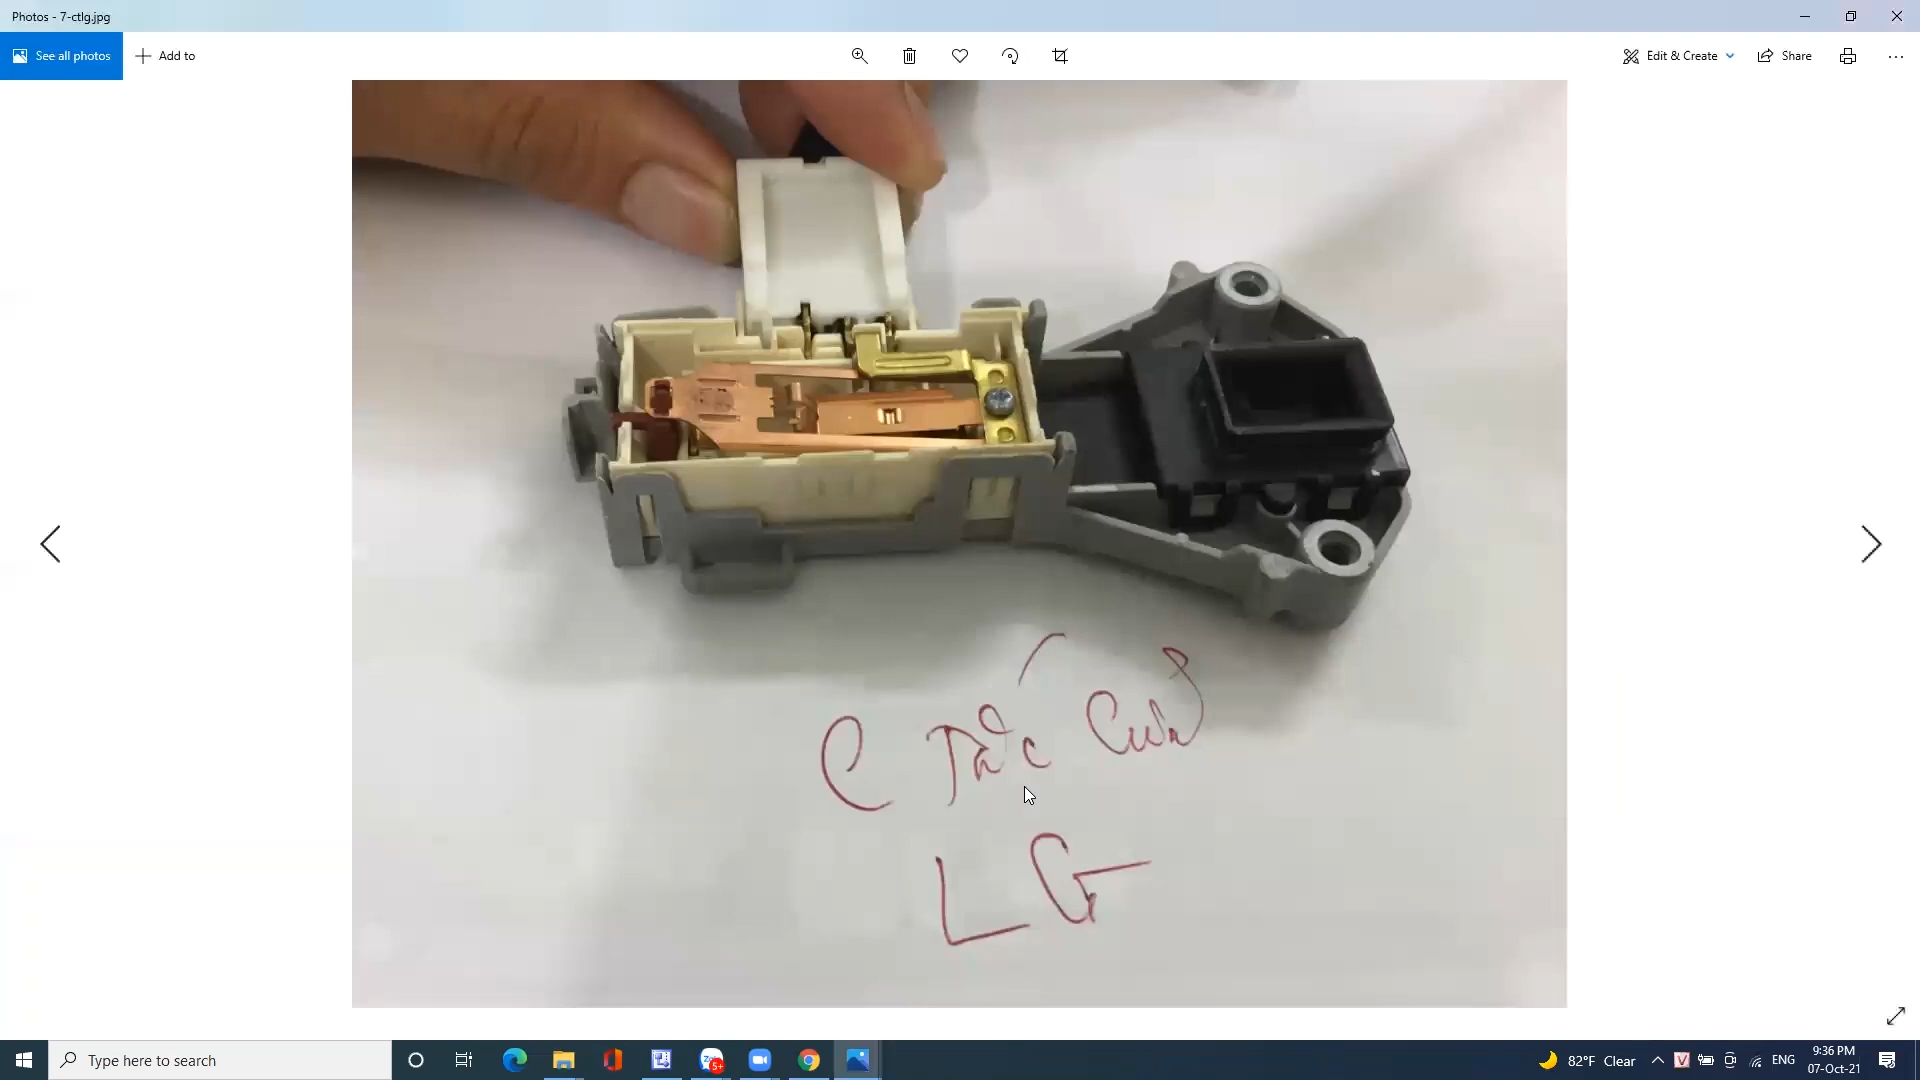 Photos - 7-ctlg.jpg
See all photos
Add to
Edit & Create
Share
C Tắc Cửa
LG
Type here to search
5+
82°F Clear
V
ENG
9:36 PM
07-Oct-21